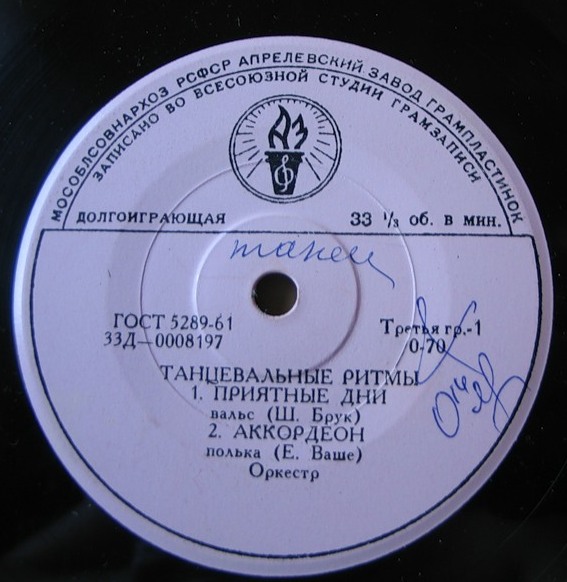 МОСОБЛСОВНАРХОЗ РСФСР АПРЕЛЕВСКИЙ ЗАВОД ГРАМПЛАСТИНОК
ЗАПИСАНО ВО ВСЕСОЮЗНОЙ СТУДИИ ГРАМЗАПИСИ
АЗ
ДОЛГОИГРАЮЩАЯ 33 1/3 об. в мин.
танец
ГОСТ 5289-61 Третья гр.-1
33Д—0008197 0-70
ТАНЦЕВАЛЬНЫЕ РИТМЫ
1. ПРИЯТНЫЕ ДНИ
вальс (Ш. Брук)
2. АККОРДЕОН
полька (Е. Ваше)
Оркестр